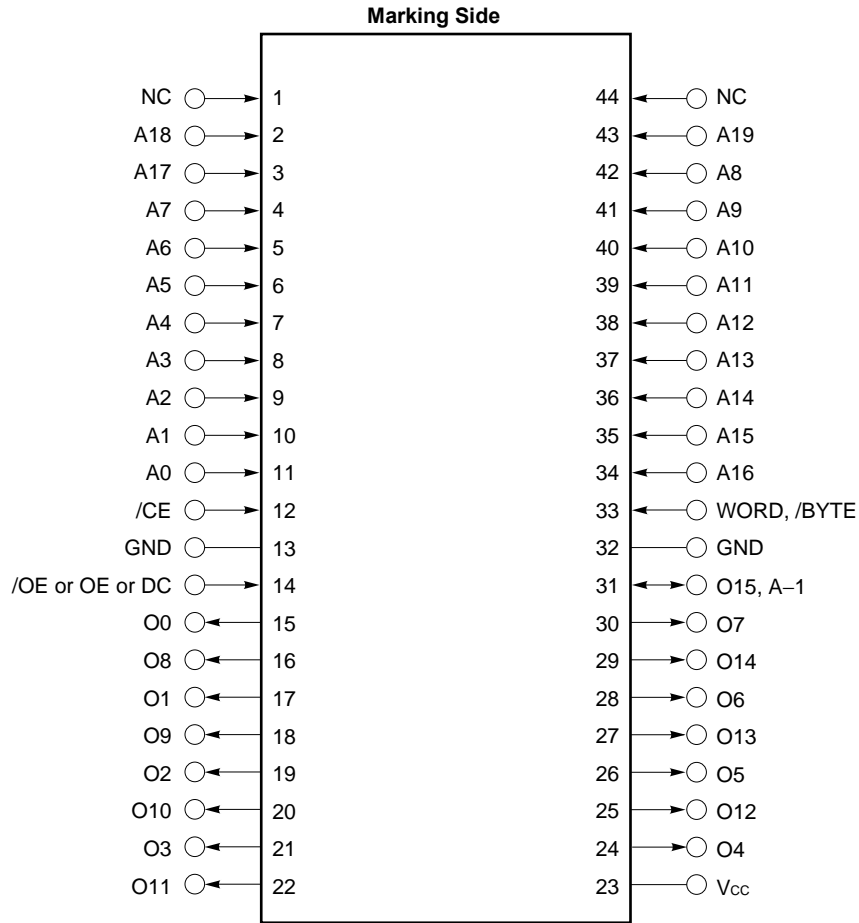 Marking Side
NC 1 44 NC
A18 2 43 A19
A17 3 42 A8
A7 4 41 A9
A6 5 40 A10
A5 6 39 A11
A4 7 38 A12
A3 8 37 A13
A2 9 36 A14
A1 10 35 A15
A0 11 34 A16
/CE 12 33 WORD, /BYTE
GND 13 32 GND
/OE or OE or DC 14 31 O15, A−1
O0 15 30 O7
O8 16 29 O14
O1 17 28 O6
O9 18 27 O13
O2 19 26 O5
O10 20 25 O12
O3 21 24 O4
O11 22 23 Vcc